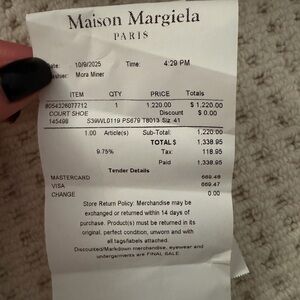 Maison Margiela
PARIS
Date: 10/9/2025 Time: 4:29 PM
Cashier: Mora Miner
ITEM QTY PRICE Totals
8054326077712 1 1,220.00 $ 1,220.00
COURT SHOE Discount $ 0.00
145498 S39WL0119 PS679 T8013 Siz 41
1.00 Article(s) Sub-Total: 1,220.00
TOTAL $ 1,338.95
9.75% Tax: 118.95
Paid 1,338.95
Tender Details
MASTERCARD 669.48
VISA 669.47
CHANGE 0.00
Store Return Policy: Merchandise may be
exchanged or returned within 14 days of
purchase. Product(s) must be returned in its
original, perfect condition, unworn and with
all tags/labels attached.
Discounted/Markdown merchandise, eyewear and
undergarments are FINAL SALE